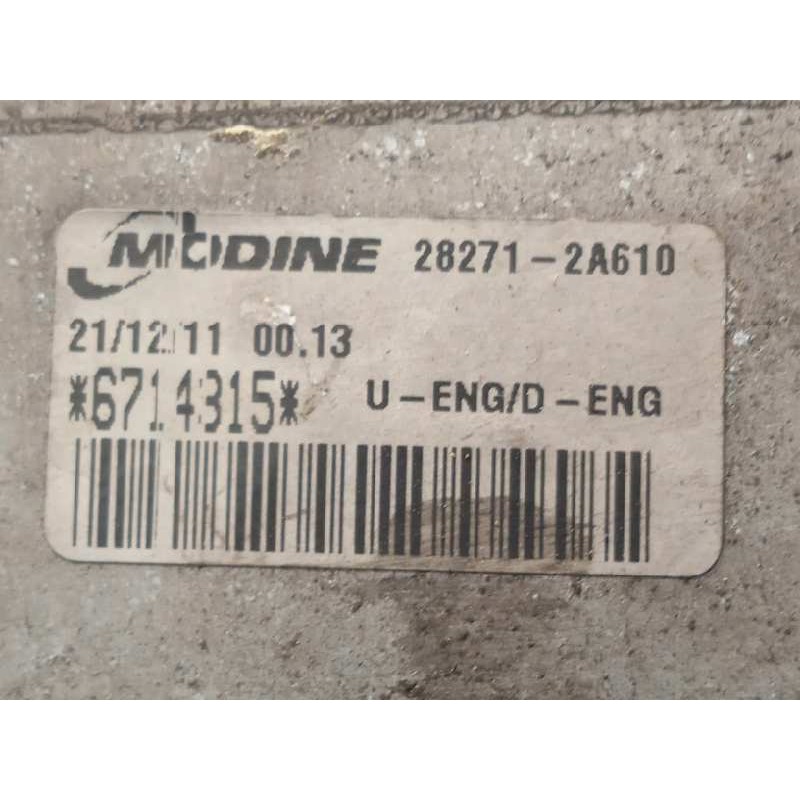 MODINE 28271-2A610
21/12/11 00.13
*6714315* U-ENG/D-ENG